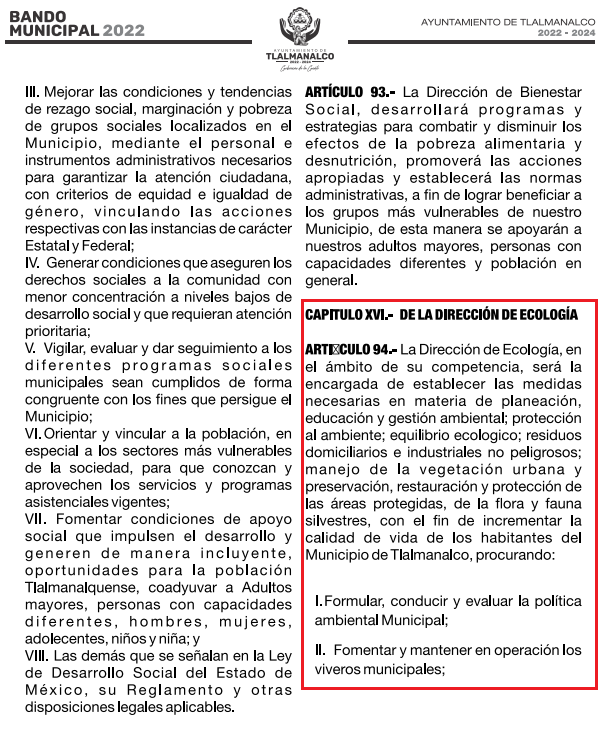 BANDO
MUNICIPAL 2022
AYUNTAMIENTO DE
TLALMANALCO
2022 - 2024
AYUNTAMIENTO DE TLALMANALCO
2022 - 2024
III. Mejorar las condiciones y tendencias
de rezago social, marginación y pobreza
de grupos sociales localizados en el
Municipio, mediante el personal e
instrumentos administrativos necesarios
para garantizar la atención ciudadana,
con criterios de equidad e igualdad de
género, vinculando las acciones
respectivas con las instancias de carácter
Estatal y Federal;
IV. Generar condiciones que aseguren los
derechos sociales a la comunidad con
menor concentración a niveles bajos de
desarrollo social y que requieran atención
prioritaria;
V. Vigilar, evaluar y dar seguimiento a los
diferentes programas sociales
municipales sean cumplidos de forma
congruente con los fines que persigue el
Municipio;
VI. Orientar y vincular a la población, en
especial a los sectores más vulnerables
de la sociedad, para que conozcan y
aprovechen los servicios y programas
asistenciales vigentes;
VII. Fomentar condiciones de apoyo
social que impulsen el desarrollo y
generen de manera incluyente,
oportunidades para la población
Tlalmanalquense, coadyuvar a Adultos
mayores, personas con capacidades
diferentes, hombres, mujeres,
adolecentes, niños y niña; y
VIII. Las demás que se señalan en la Ley
de Desarrollo Social del Estado de
México, su Reglamento y otras
disposiciones legales aplicables.
ARTÍCULO 93.- La Dirección de Bienestar
Social, desarrollará programas y
estrategias para combatir y disminuir los
efectos de la pobreza alimentaria y
desnutrición, promoverá las acciones
apropiadas y establecerá las normas
administrativas, a fin de lograr beneficiar a
los grupos más vulnerables de nuestro
Municipio, de esta manera se apoyarán a
nuestros adultos mayores, personas con
capacidades diferentes y población en
general.
CAPITULO XVI.- DE LA DIRECCIÓN DE ECOLOGÍA
ARTÍCULO 94.- La Dirección de Ecología, en
el ámbito de su competencia, será la
encargada de establecer las medidas
necesarias en materia de planeación,
educación y gestión ambiental; protección
al ambiente; equilibrio ecologico; residuos
domiciliarios e industriales no peligrosos;
manejo de la vegetación urbana y
preservación, restauración y protección de
las áreas protegidas, de la flora y fauna
silvestres, con el fin de incrementar la
calidad de vida de los habitantes del
Municipio de Tlalmanalco, procurando:
I. Formular, conducir y evaluar la política
ambiental Municipal;
II. Fomentar y mantener en operación los
viveros municipales;